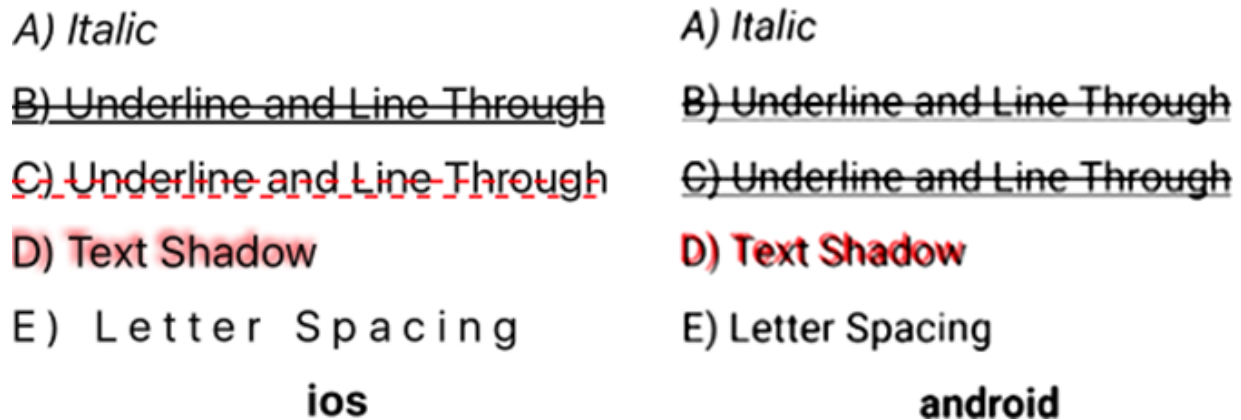 A) Italic
B) Underline and Line Through
C) Underline and Line Through
D) Text Shadow
E) Letter Spacing
ios
A) Italic
B) Underline and Line Through
C) Underline and Line Through
D) Text Shadow
E) Letter Spacing
android